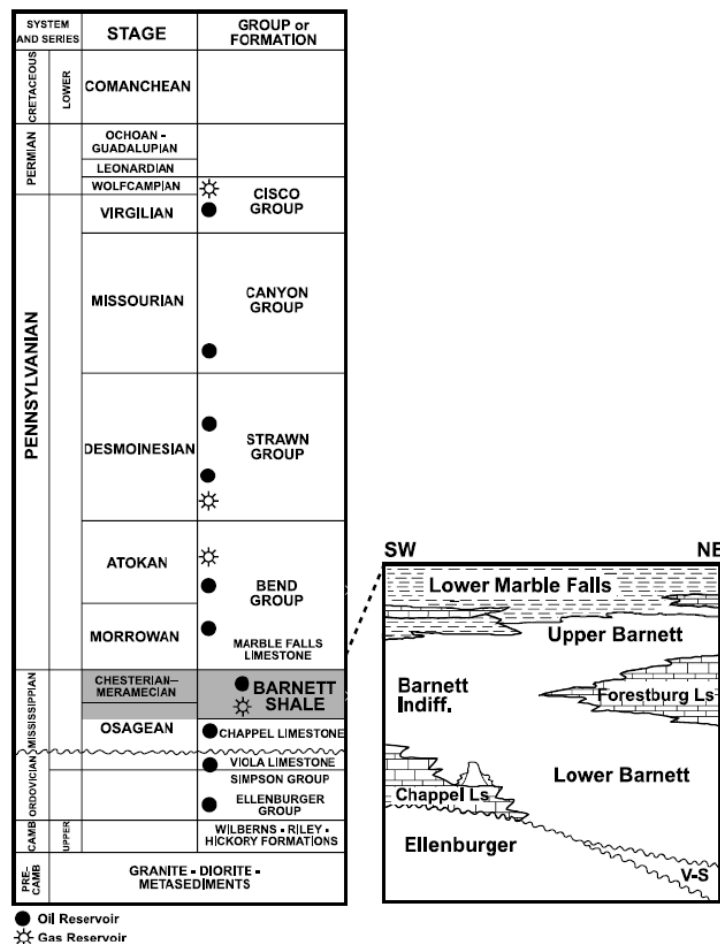 SYSTEM
AND SERIES
STAGE
GROUP or
FORMATION
CRETACEOUS
LOWER
COMANCHEAN
PERMIAN
OCHOAN -
GUADALUPIAN
LEONARDIAN
WOLFCAMPIAN
CISCO
GROUP
PENNSYLVANIAN
VIRGILIAN
MISSOURIAN
CANYON
GROUP
DESMOINESIAN
STRAWN
GROUP
ATOKAN
BEND
GROUP
MORROWAN
MARBLE FALLS
LIMESTONE
MISSISSIPPIAN
CHESTERIAN-
MERAMECIAN
BARNETT
SHALE
OSAGEAN
CHAPPEL LIMESTONE
ORDOVICIAN
VIOLA LIMESTONE
SIMPSON GROUP
ELLENBURGER
GROUP
CAMB
UPPER
WILBERNS - RILEY -
HICKORY FORMATIONS
PRE-
CAMB
GRANITE - DIORITE -
METASEDIMENTS
Oil Reservoir
Gas Reservoir
SW
NE
Lower Marble Falls
Upper Barnett
Barnett
Indiff.
Forestburg Ls
Lower Barnett
Chappel Ls
Ellenburger
V-S